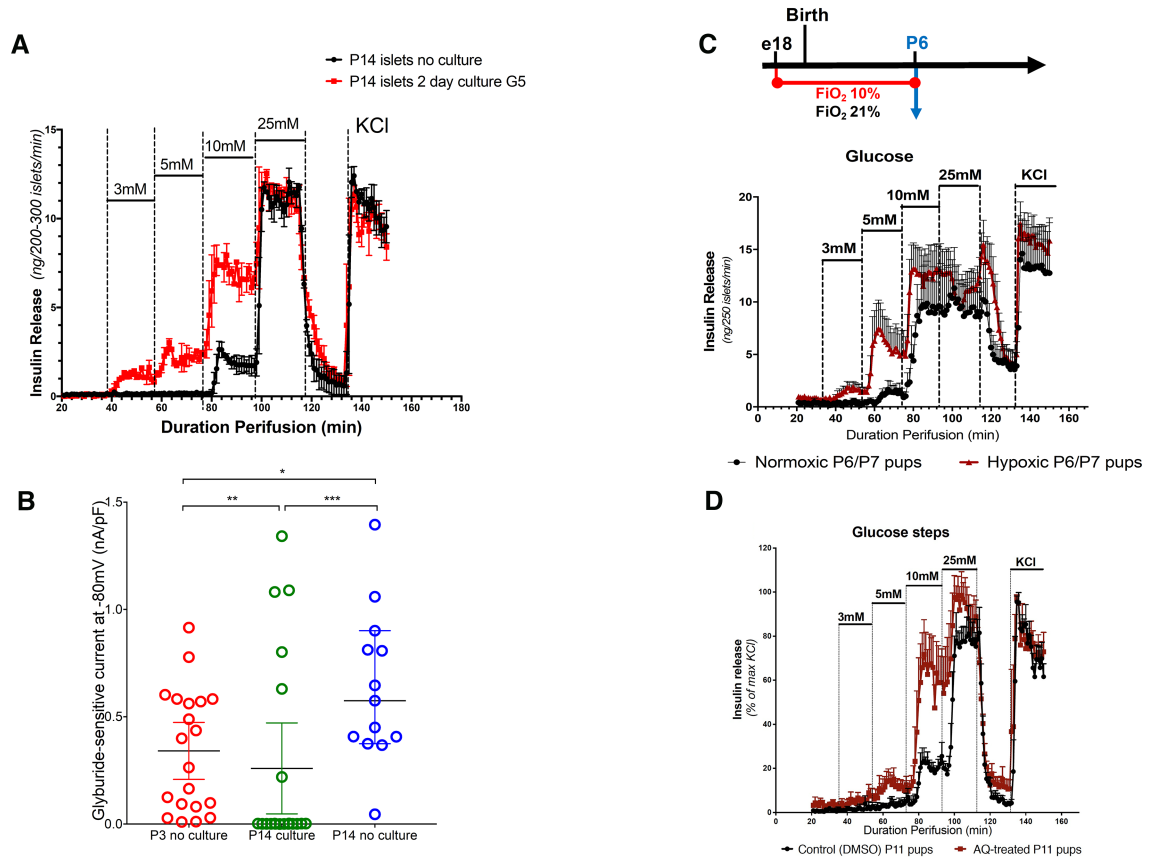 A
P14 islets no culture
P14 islets 2 day culture G5
3mM
5mM
10mM
25mM
KCl
Insulin Release (ng/200-300 islets/min)
15
10
5
0
20 40 60 80 100 120 140 160 180
Duration Perifusion (min)
B
* 
** ***
Glyburide-sensitive current at -80mV (nA/pF)
1.5
1.0
0.5
0.0
P3 no culture P14 culture P14 no culture
C
Birth
e18 P6
FiO2 10%
FiO2 21%
Glucose
3mM
5mM
10mM
25mM
KCl
Insulin Release
(ng/250 islets/min)
20
15
10
5
0
0 20 40 60 80 100 120 140 160
Duration Perifusion (min)
Normoxic P6/P7 pups Hypoxic P6/P7 pups
D
Glucose steps
3mM
5mM
10mM
25mM
KCl
Insulin release
(% of max KCl)
120
100
80
60
40
20
0
0 20 40 60 80 100 120 140 160
Duration Perifusion (min)
Control (DMSO) P11 pups AQ-treated P11 pups